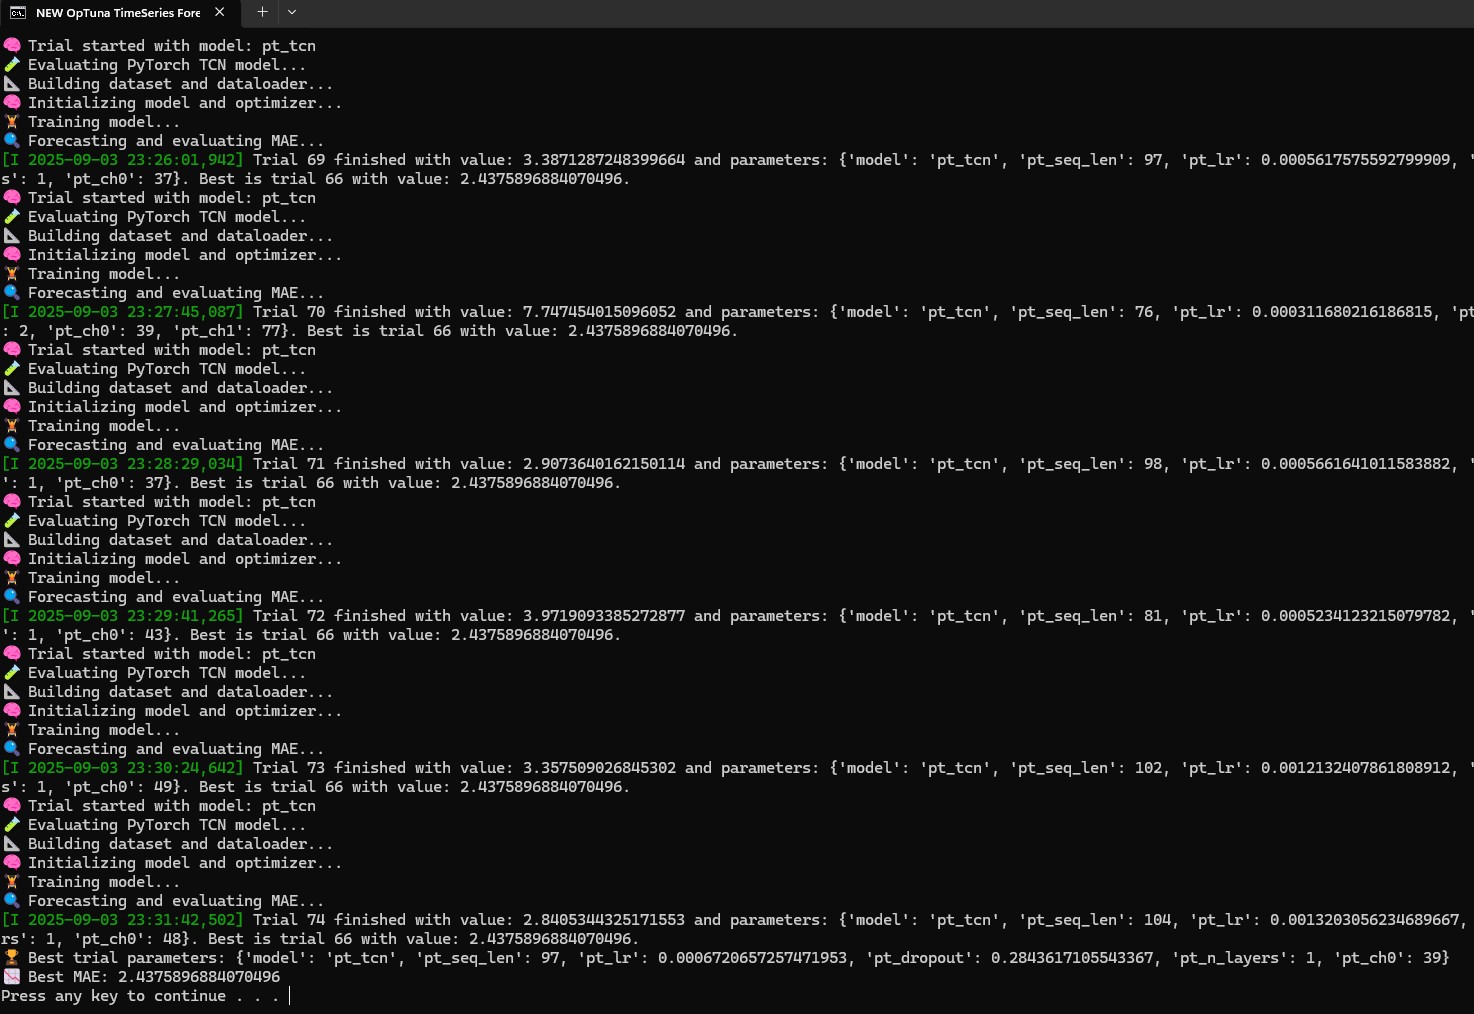 NEW OpTuna TimeSeries Fore
Trial started with model: pt_tcn
Evaluating PyTorch TCN model...
Building dataset and dataloader...
Initializing model and optimizer...
Training model...
Forecasting and evaluating MAE...
[I 2025-09-03 23:26:01,942] Trial 69 finished with value: 3.3871287248399664 and parameters: {'model': 'pt_tcn', 'pt_seq_len': 97, 'pt_lr': 0.0005617575592799909, '
s': 1, 'pt_ch0': 37}. Best is trial 66 with value: 2.4375896884070496.
Trial started with model: pt_tcn
Evaluating PyTorch TCN model...
Building dataset and dataloader...
Initializing model and optimizer...
Training model...
Forecasting and evaluating MAE...
[I 2025-09-03 23:27:45,087] Trial 70 finished with value: 7.747454015096052 and parameters: {'model': 'pt_tcn', 'pt_seq_len': 76, 'pt_lr': 0.000311680216186815, 'pt
: 2, 'pt_ch0': 39, 'pt_ch1': 77}. Best is trial 66 with value: 2.4375896884070496.
Trial started with model: pt_tcn
Evaluating PyTorch TCN model...
Building dataset and dataloader...
Initializing model and optimizer...
Training model...
Forecasting and evaluating MAE...
[I 2025-09-03 23:28:29,034] Trial 71 finished with value: 2.9073640162150114 and parameters: {'model': 'pt_tcn', 'pt_seq_len': 98, 'pt_lr': 0.0005661641011583882, '
': 1, 'pt_ch0': 37}. Best is trial 66 with value: 2.4375896884070496.
Trial started with model: pt_tcn
Evaluating PyTorch TCN model...
Building dataset and dataloader...
Initializing model and optimizer...
Training model...
Forecasting and evaluating MAE...
[I 2025-09-03 23:29:41,265] Trial 72 finished with value: 3.9719093385272877 and parameters: {'model': 'pt_tcn', 'pt_seq_len': 81, 'pt_lr': 0.0005234123215079782, '
': 1, 'pt_ch0': 43}. Best is trial 66 with value: 2.4375896884070496.
Trial started with model: pt_tcn
Evaluating PyTorch TCN model...
Building dataset and dataloader...
Initializing model and optimizer...
Training model...
Forecasting and evaluating MAE...
[I 2025-09-03 23:30:24,642] Trial 73 finished with value: 3.357509026845302 and parameters: {'model': 'pt_tcn', 'pt_seq_len': 102, 'pt_lr': 0.0012132407861808912, '
s': 1, 'pt_ch0': 49}. Best is trial 66 with value: 2.4375896884070496.
Trial started with model: pt_tcn
Evaluating PyTorch TCN model...
Building dataset and dataloader...
Initializing model and optimizer...
Training model...
Forecasting and evaluating MAE...
[I 2025-09-03 23:31:42,502] Trial 74 finished with value: 2.8405344325171553 and parameters: {'model': 'pt_tcn', 'pt_seq_len': 104, 'pt_lr': 0.0013203056234689667,
rs': 1, 'pt_ch0': 48}. Best is trial 66 with value: 2.4375896884070496.
Best trial parameters: {'model': 'pt_tcn', 'pt_seq_len': 97, 'pt_lr': 0.0006720657257471953, 'pt_dropout': 0.2843617105543367, 'pt_n_layers': 1, 'pt_ch0': 39}
Best MAE: 2.4375896884070496
Press any key to continue . . .